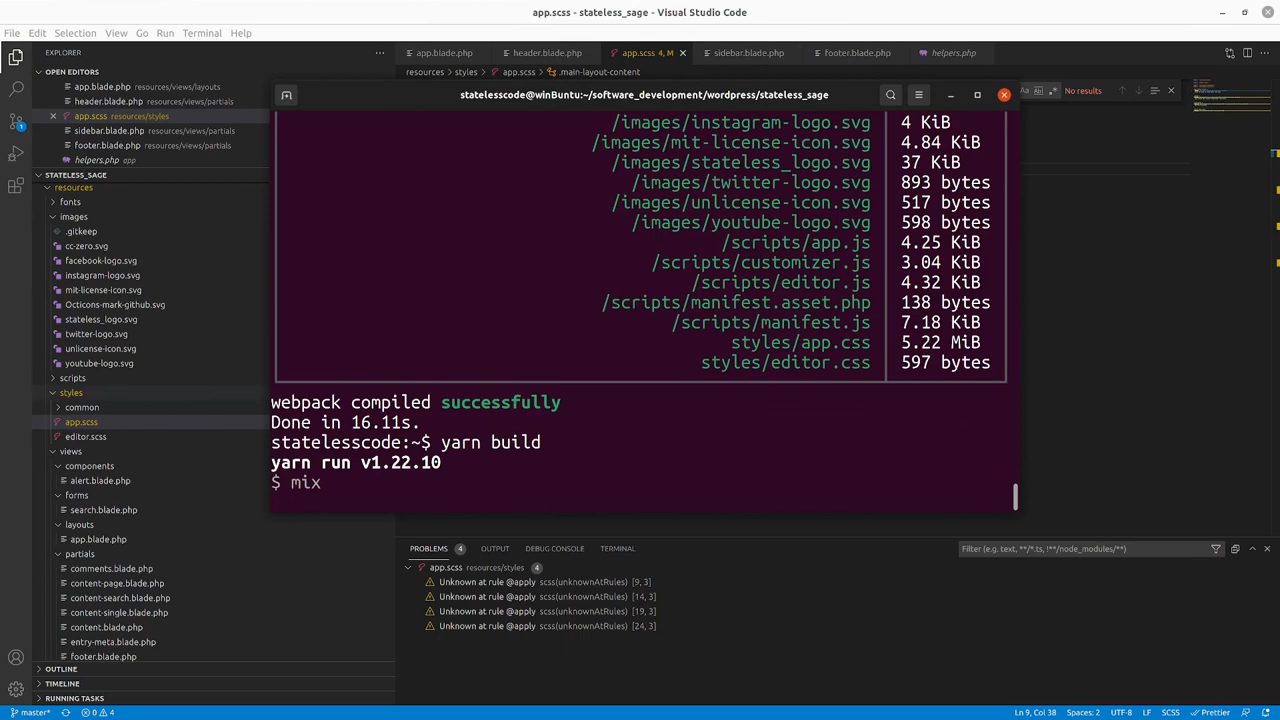 app.scss - stateless_sage - Visual Studio Code
File Edit Selection View Go Run Terminal Help
EXPLORER
app.blade.php header.blade.php app.scss 4, M sidebar.blade.php footer.blade.php helpers.php
OPEN EDITORS
resources > styles > app.scss > .main-layout-content
app.blade.php resources/views/layouts
header.blade.php resources/views/partials
app.scss resources/styles
sidebar.blade.php resources/views/partials
footer.blade.php resources/views/partials
helpers.php app
STATELESS_SAGE
resources
fonts
images
.gitkeep
cc-zero.svg
facebook-logo.svg
instagram-logo.svg
mit-license-icon.svg
Octicons-mark-github.svg
stateless_logo.svg
twitter-logo.svg
unlicense-icon.svg
youtube-logo.svg
scripts
styles
common
app.scss
editor.scss
views
components
alert.blade.php
forms
search.blade.php
layouts
app.blade.php
partials
comments.blade.php
content-page.blade.php
content-search.blade.php
content-single.blade.php
content.blade.php
entry-meta.blade.php
footer.blade.php
OUTLINE
TIMELINE
RUNNING TASKS
Aa Abl .* No results
statelesscode@winBuntu:~/software_development/wordpress/stateless_sage
/images/instagram-logo.svg 4 KiB
/images/mit-license-icon.svg 4.84 KiB
/images/stateless_logo.svg 37 KiB
/images/twitter-logo.svg 893 bytes
/images/unlicense-icon.svg 517 bytes
/images/youtube-logo.svg 598 bytes
/scripts/app.js 4.25 KiB
/scripts/customizer.js 3.04 KiB
/scripts/editor.js 4.32 KiB
/scripts/manifest.asset.php 138 bytes
/scripts/manifest.js 7.18 KiB
styles/app.css 5.22 MiB
styles/editor.css 597 bytes
webpack compiled successfully
Done in 16.11s.
statelesscode:~$ yarn build
yarn run v1.22.10
$ mix
PROBLEMS 4 OUTPUT DEBUG CONSOLE TERMINAL Filter (e.g. text, **/*.ts, !**/node_modules/**)
app.scss resources/styles 4
Unknown at rule @apply scss(unknownAtRules) [9, 3]
Unknown at rule @apply scss(unknownAtRules) [14, 3]
Unknown at rule @apply scss(unknownAtRules) [19, 3]
Unknown at rule @apply scss(unknownAtRules) [24, 3]
master* 0 4 Ln 9, Col 38 Spaces: 2 UTF-8 LF SCSS Prettier